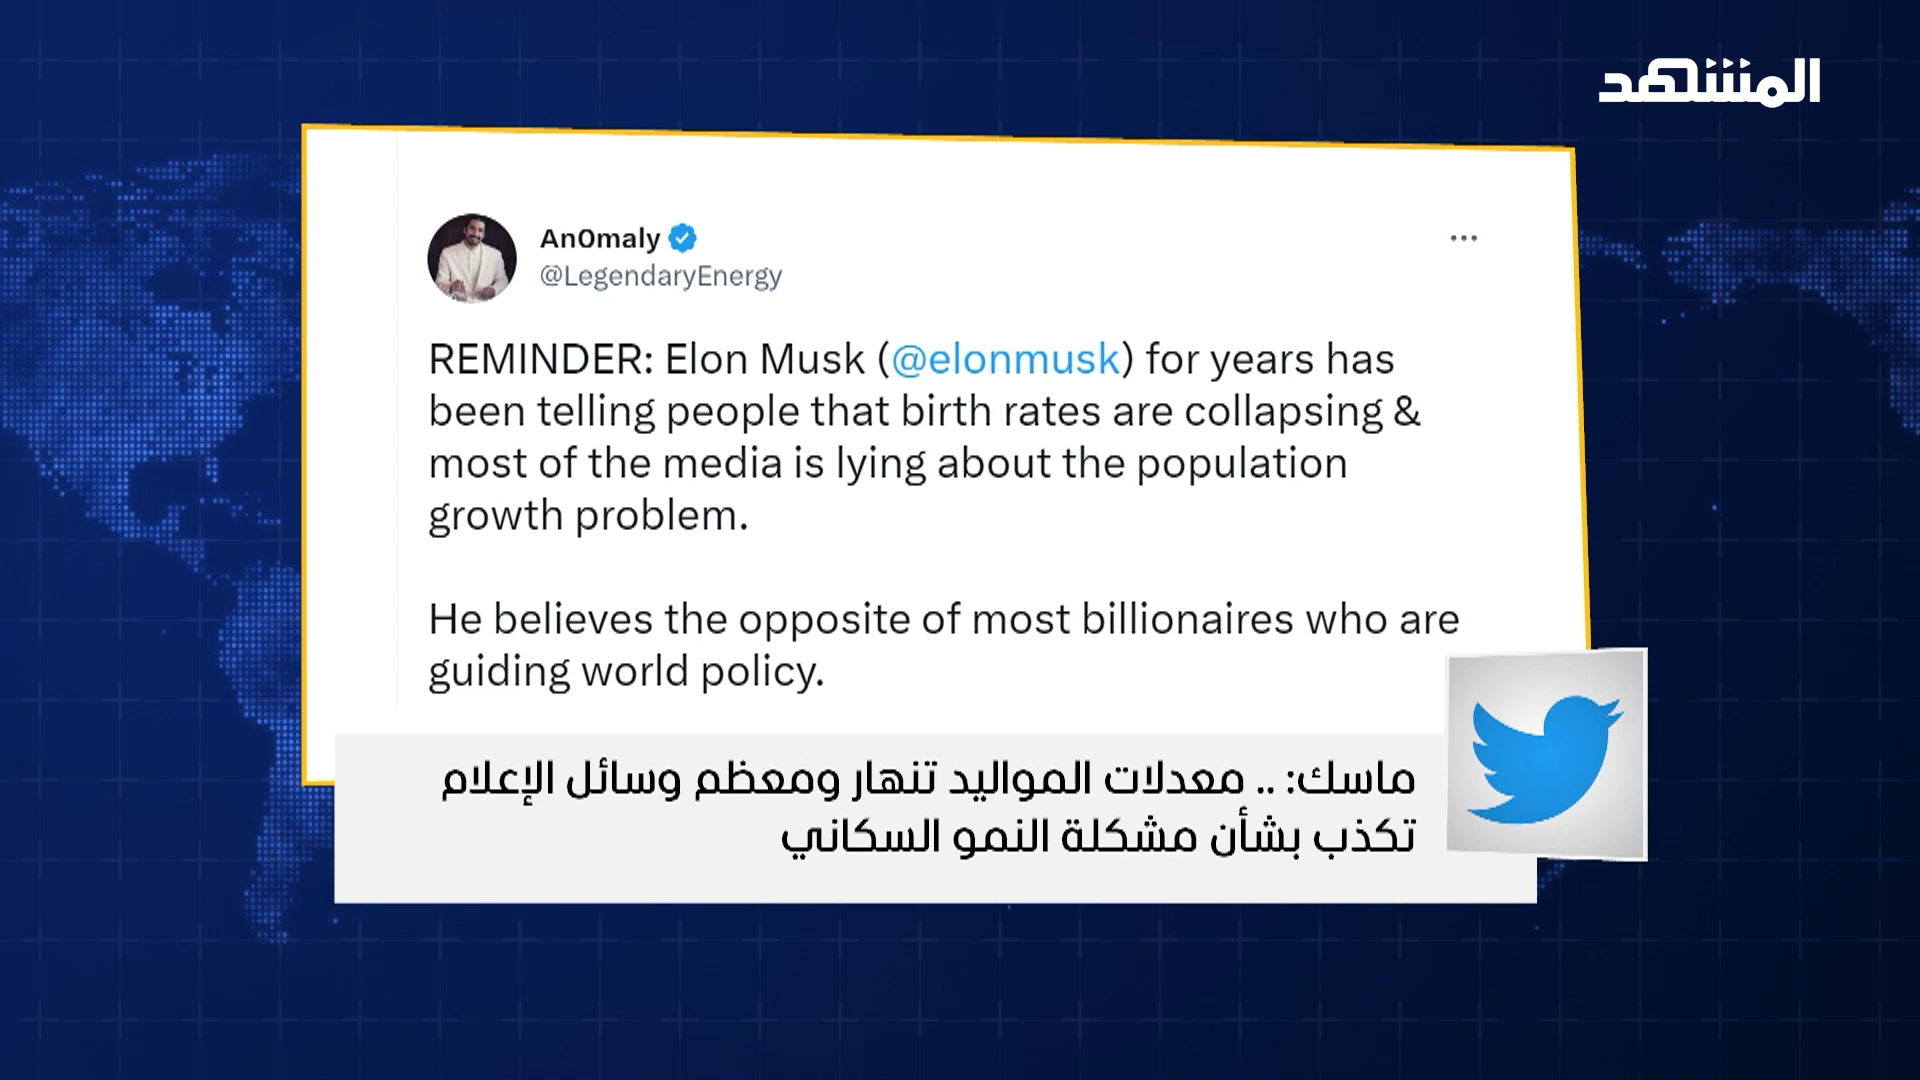 المشهد
An0maly
@LegendaryEnergy
REMINDER: Elon Musk (@elonmusk) for years has
been telling people that birth rates are collapsing &
most of the media is lying about the population
growth problem.
He believes the opposite of most billionaires who are
guiding world policy.
ماسك: .. معدلات المواليد تنهار ومعظم وسائل الإعلام
تكذب بشأن مشكلة النمو السكاني